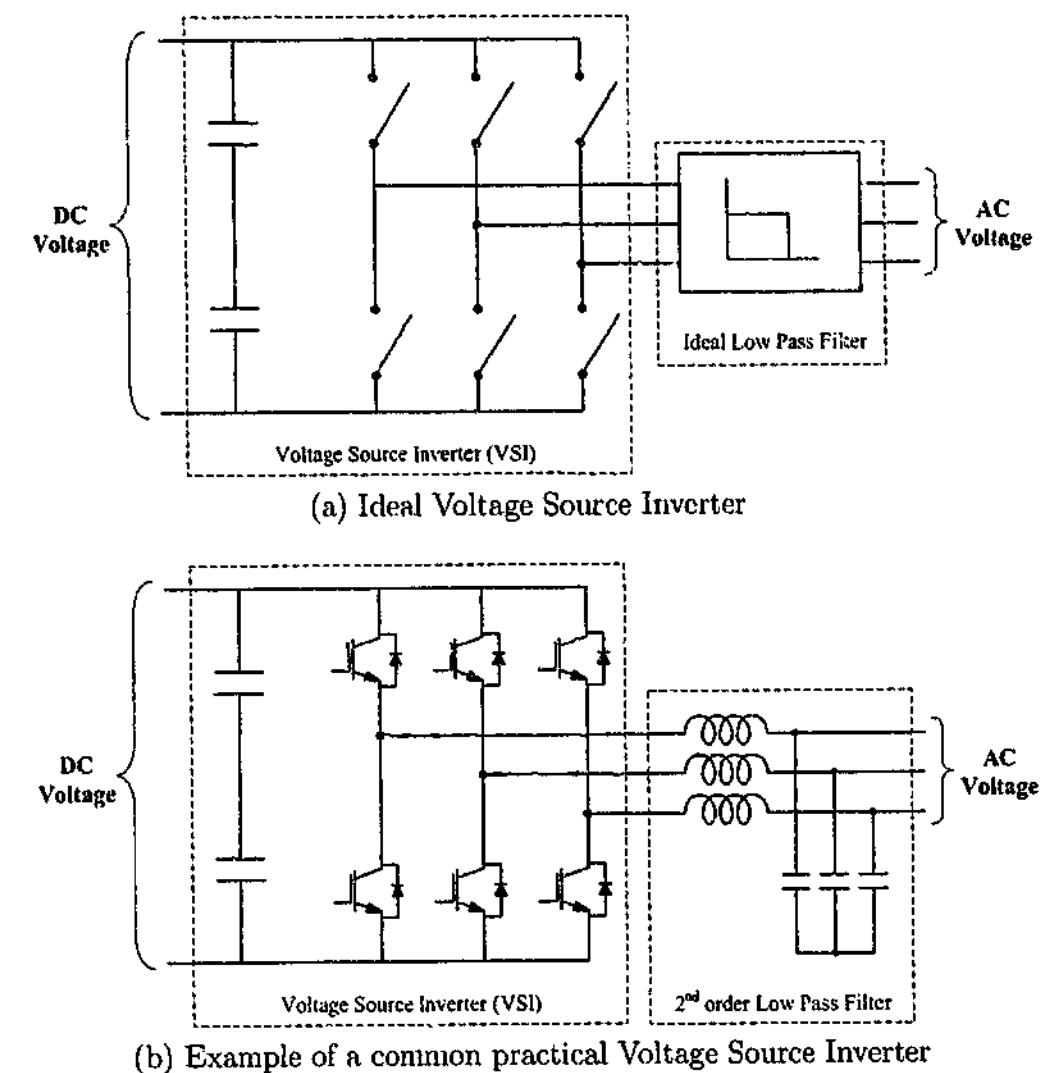 DC
Voltage
AC
Voltage
Ideal Low Pass Filter
Voltage Source Inverter (VSI)
(a) Ideal Voltage Source Inverter
DC
Voltage
AC
Voltage
Voltage Source Inverter (VSI)
2nd order Low Pass Filter
(b) Example of a common practical Voltage Source Inverter